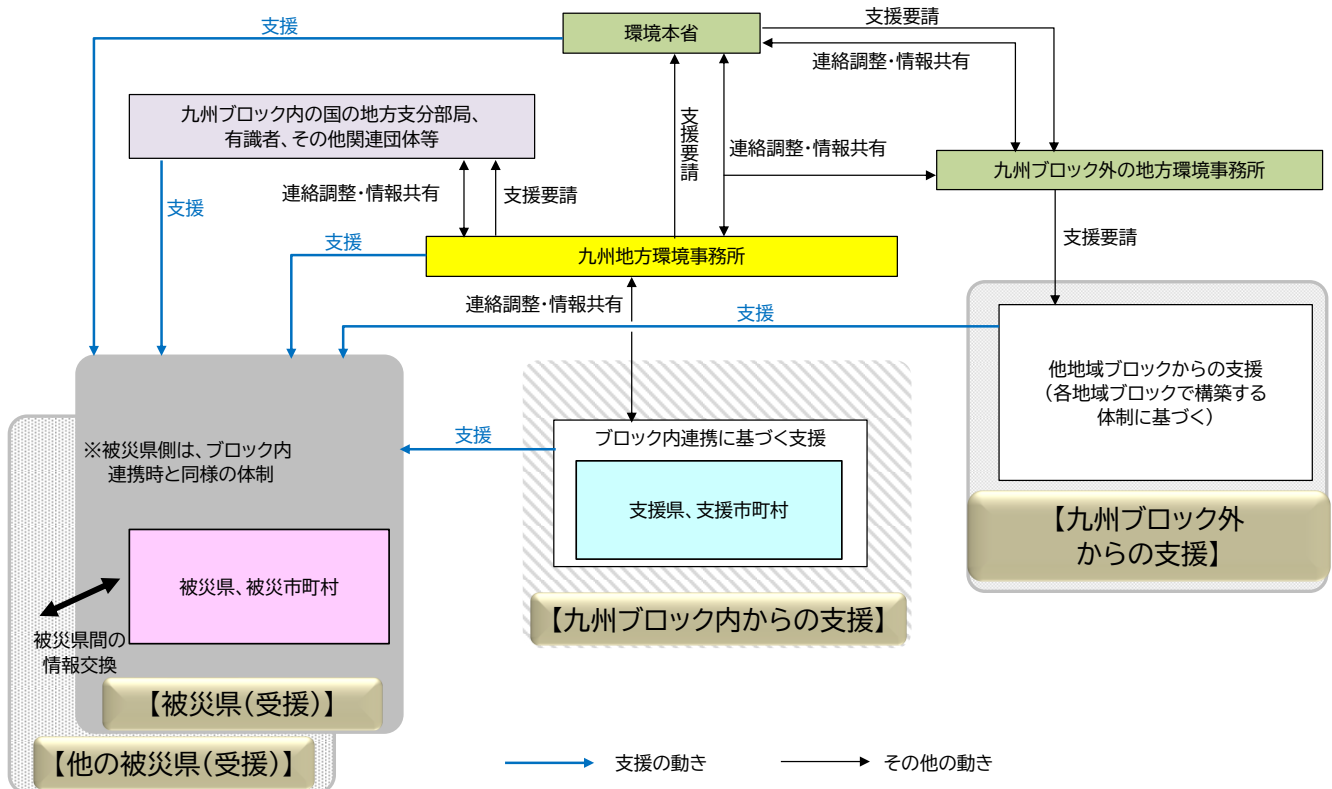 支援
環境本省
支援要請
連絡調整・情報共有
九州ブロック内の国の地方支分部局、
有識者、その他関連団体等
支援要請
連絡調整・情報共有
九州ブロック外の地方環境事務所
連絡調整・情報共有
支援要請
支援
支援
九州地方環境事務所
支援要請
連絡調整・情報共有
支援
他地域ブロックからの支援
（各地域ブロックで構築する
体制に基づく）
※被災県側は、ブロック内
連携時と同様の体制
支援
ブロック内連携に基づく支援
支援県、支援市町村
【九州ブロック外
からの支援】
被災県、被災市町村
【九州ブロック内からの支援】
被災県間の
情報交換
【被災県(受援)】
【他の被災県(受援)】
支援の動き
その他の動き